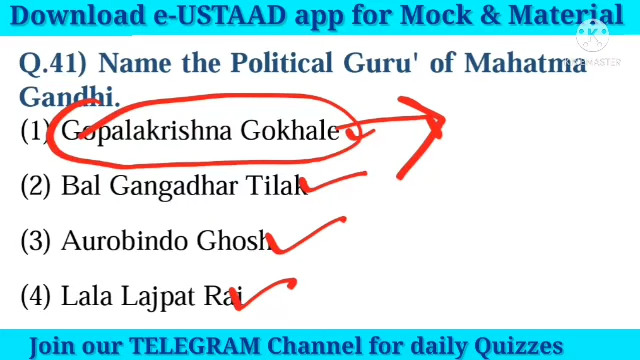 Download e-USTAAD app for Mock & Material
Q.41) Name the Political Guru' of Mahatma
Gandhi.
(1) Gopalakrishna Gokhale
(2) Bal Gangadhar Tilak
(3) Aurobindo Ghosh
(4) Lala Lajpat Rai
Join our TELEGRAM Channel for daily Quizzes